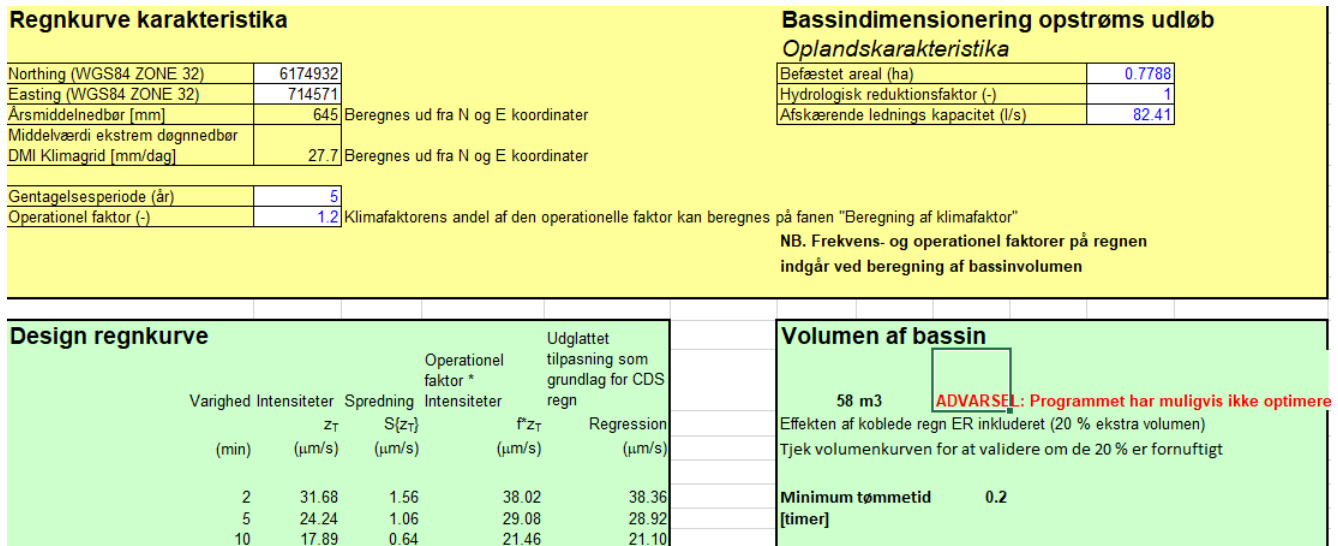 Regnkurve karakteristika
Bassindimensionering opstrøms udløb
Oplandskarakteristika
Northing (WGS84 ZONE 32) 6174932
Befæstet areal (ha) 0.7788
Easting (WGS84 ZONE 32) 714571
Hydrologisk reduktionsfaktor (-) 1
Årsmiddelnedbør [mm] 645 Beregnes ud fra N og E koordinater
Afskærende lednings kapacitet (l/s) 82.41
Middelværdi ekstrem døgnnedbør
DMI Klimagrid [mm/dag] 27.7 Beregnes ud fra N og E koordinater
Gentagelsesperiode (år) 5
Operationel faktor (-) 1.2 Klimafaktorens andel af den operationelle faktor kan beregnes på fanen "Beregning af klimafaktor"
NB. Frekvens- og operationel faktorer på regnen
indgår ved beregning af bassinvolumen
Design regnkurve
Varighed
(min)
Intensiteter
z_T
(µm/s)
Spredning
S{z_T}
(µm/s)
Operationel
faktor *
Intensiteter
f*z_T
(µm/s)
Udglattet
tilpasning som
grundlag for CDS
regn
Regression
(µm/s)
2 31.68 1.56 38.02 38.36
5 24.24 1.06 29.08 28.92
10 17.89 0.64 21.46 21.10
Volumen af bassin
58 m3 ADVARSEL: Programmet har muligvis ikke optimere
Effekten af koblede regn ER inkluderet (20 % ekstra volumen)
Tjek volumenkurven for at validere om de 20 % er fornuftigt
Minimum tømmetid 0.2
[timer]